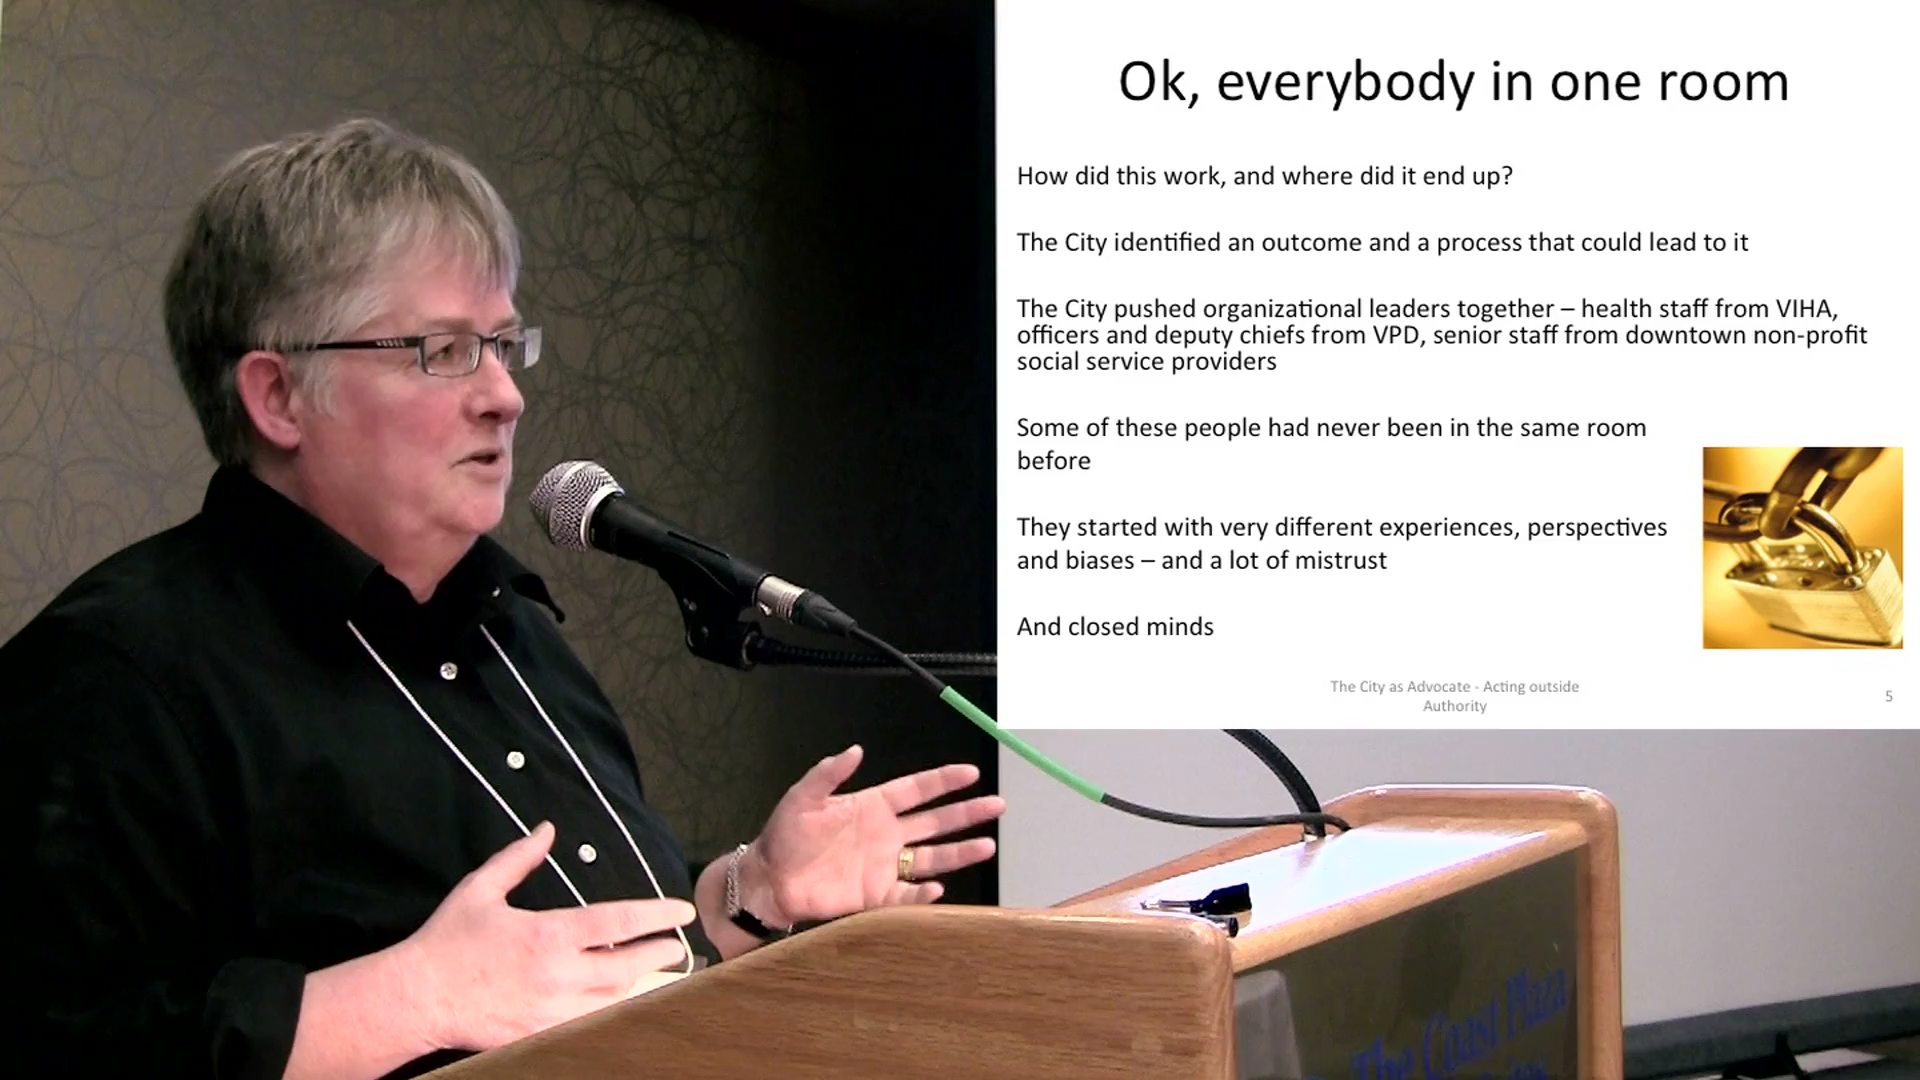 Ok, everybody in one room
How did this work, and where did it end up?
The City identified an outcome and a process that could lead to it
The City pushed organizational leaders together – health staff from VIHA,
officers and deputy chiefs from VPD, senior staff from downtown non-profit
social service providers
Some of these people had never been in the same room
before
They started with very different experiences, perspectives
and biases – and a lot of mistrust
And closed minds
The City as Advocate - Acting outside
Authority
5
The Coast Plaza